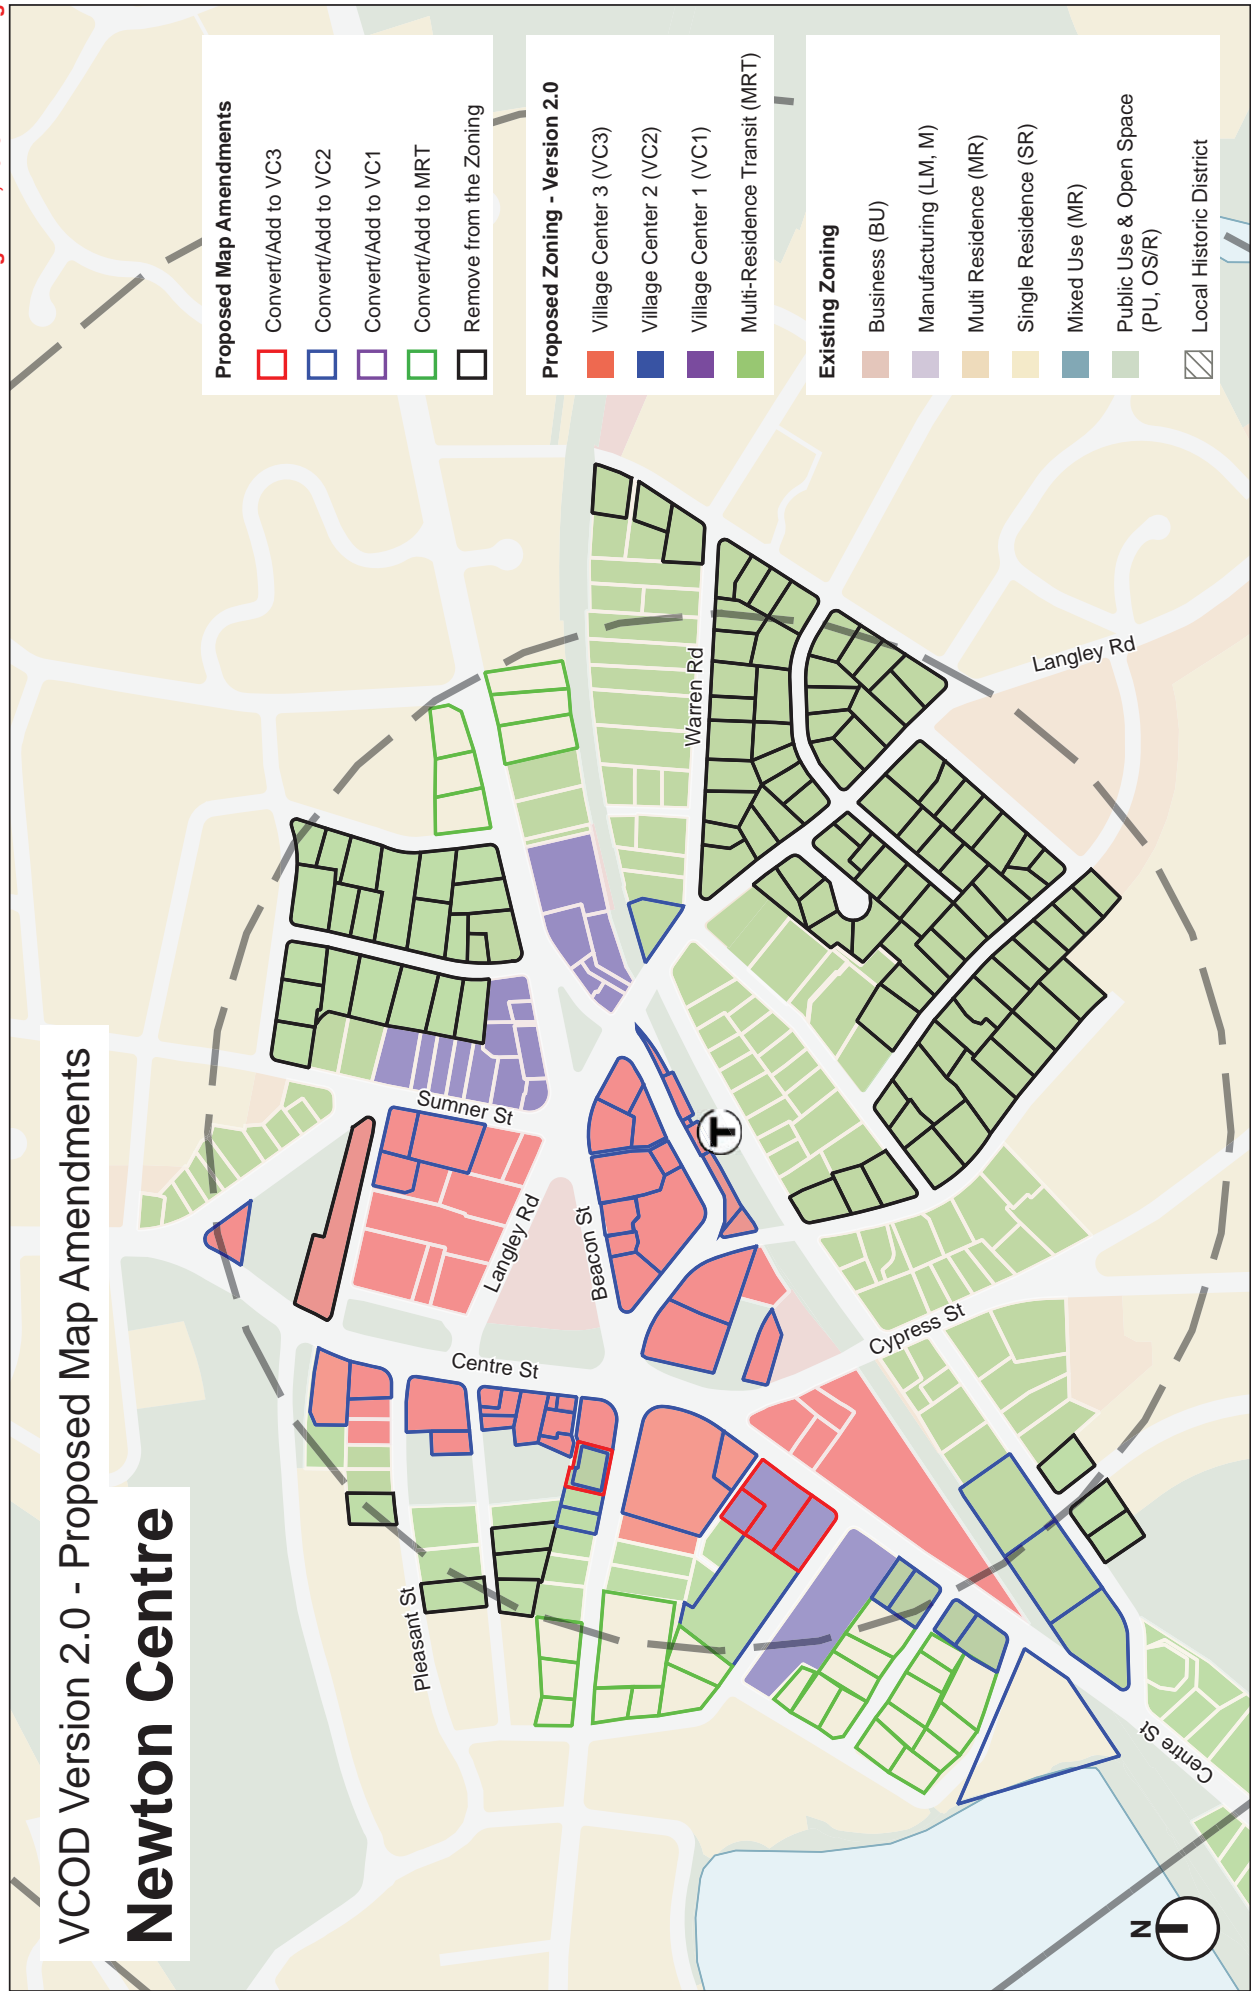 VCOD Version 2.0 - Proposed Map Amendments
Newton Centre
Proposed Map Amendments
Convert/Add to VC3
Convert/Add to VC2
Convert/Add to VC1
Convert/Add to MRT
Remove from the Zoning
Proposed Zoning - Version 2.0
Village Center 3 (VC3)
Village Center 2 (VC2)
Village Center 1 (VC1)
Multi-Residence Transit (MRT)
Existing Zoning
Business (BU)
Manufacturing (LM, M)
Multi Residence (MR)
Single Residence (SR)
Mixed Use (MR)
Public Use & Open Space
(PU, OS/R)
Local Historic District
Sumner St
Langley Rd
Beacon St
Centre St
Pleasant St
Warren Rd
Langley Rd
Cypress St
Centre St
T
N